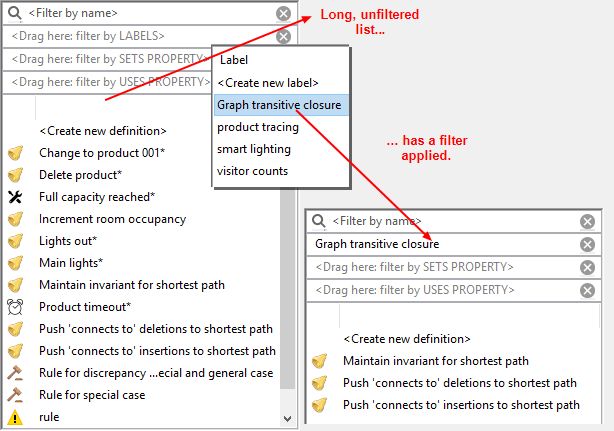 <Filter by name>
<Drag here: filter by LABELS>
<Drag here: filter by SETS PROPERTY>
<Drag here: filter by USES PROPERTY>
<Create new definition>
Change to product 001*
Delete product*
Full capacity reached*
Increment room occupancy
Lights out*
Main lights*
Maintain invariant for shortest path
Product timeout*
Push 'connects to' deletions to shortest path
Push 'connects to' insertions to shortest path
Rule for discrepancy ...ecial and general case
Rule for special case
rule
Long, unfiltered
list...
Label
<Create new label>
Graph transitive closure
product tracing
smart lighting
visitor counts
... has a filter
applied.
<Filter by name>
Graph transitive closure
<Drag here: filter by SETS PROPERTY>
<Drag here: filter by USES PROPERTY>
<Create new definition>
Maintain invariant for shortest path
Push 'connects to' deletions to shortest path
Push 'connects to' insertions to shortest path